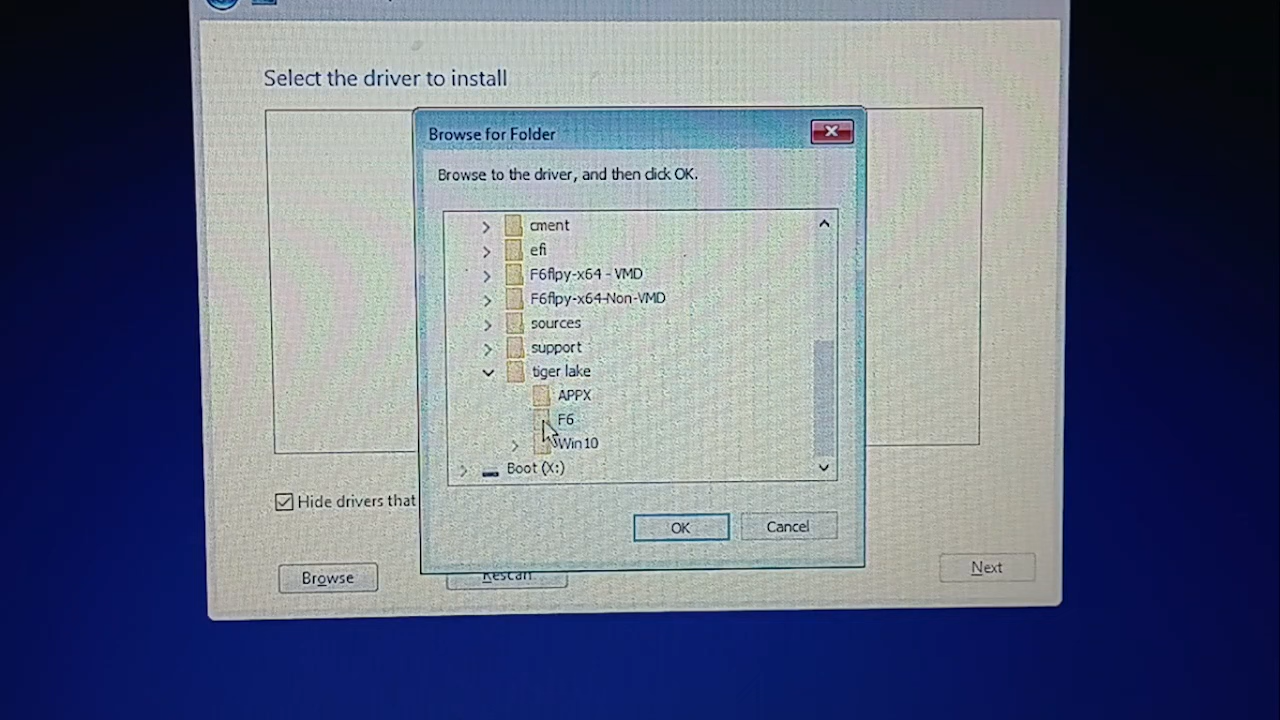 Select the driver to install
Browse for Folder
Browse to the driver, and then click OK.
cment
efi
F6flpy-x64 - VMD
F6flpy-x64-Non-VMD
sources
support
tiger lake
APPX
F6
Win10
Boot (X:)
Hide drivers that
OK
Cancel
Browse
Rescan
Next